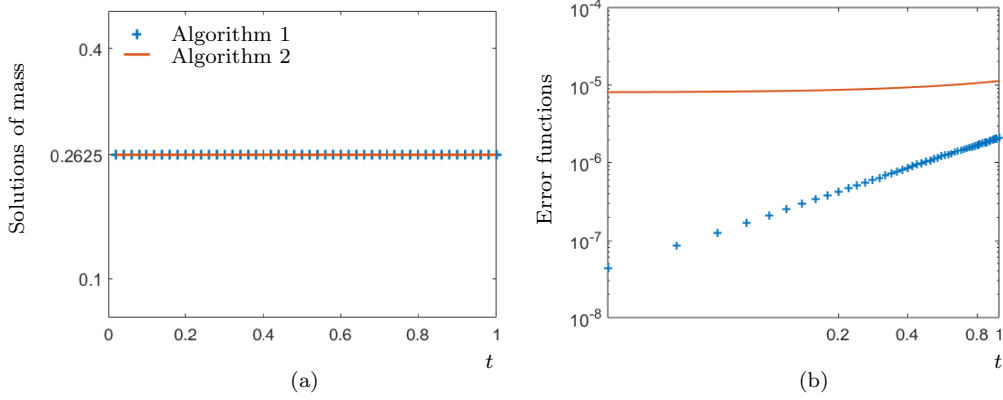 Algorithm 1
Algorithm 2
Solutions of mass
0.4
0.2625
0.1
0 0.2 0.4 0.6 0.8 1
t
(a)
Error functions
10^-4
10^-5
10^-6
10^-7
10^-8
0.2 0.4 0.8 1
t
(b)